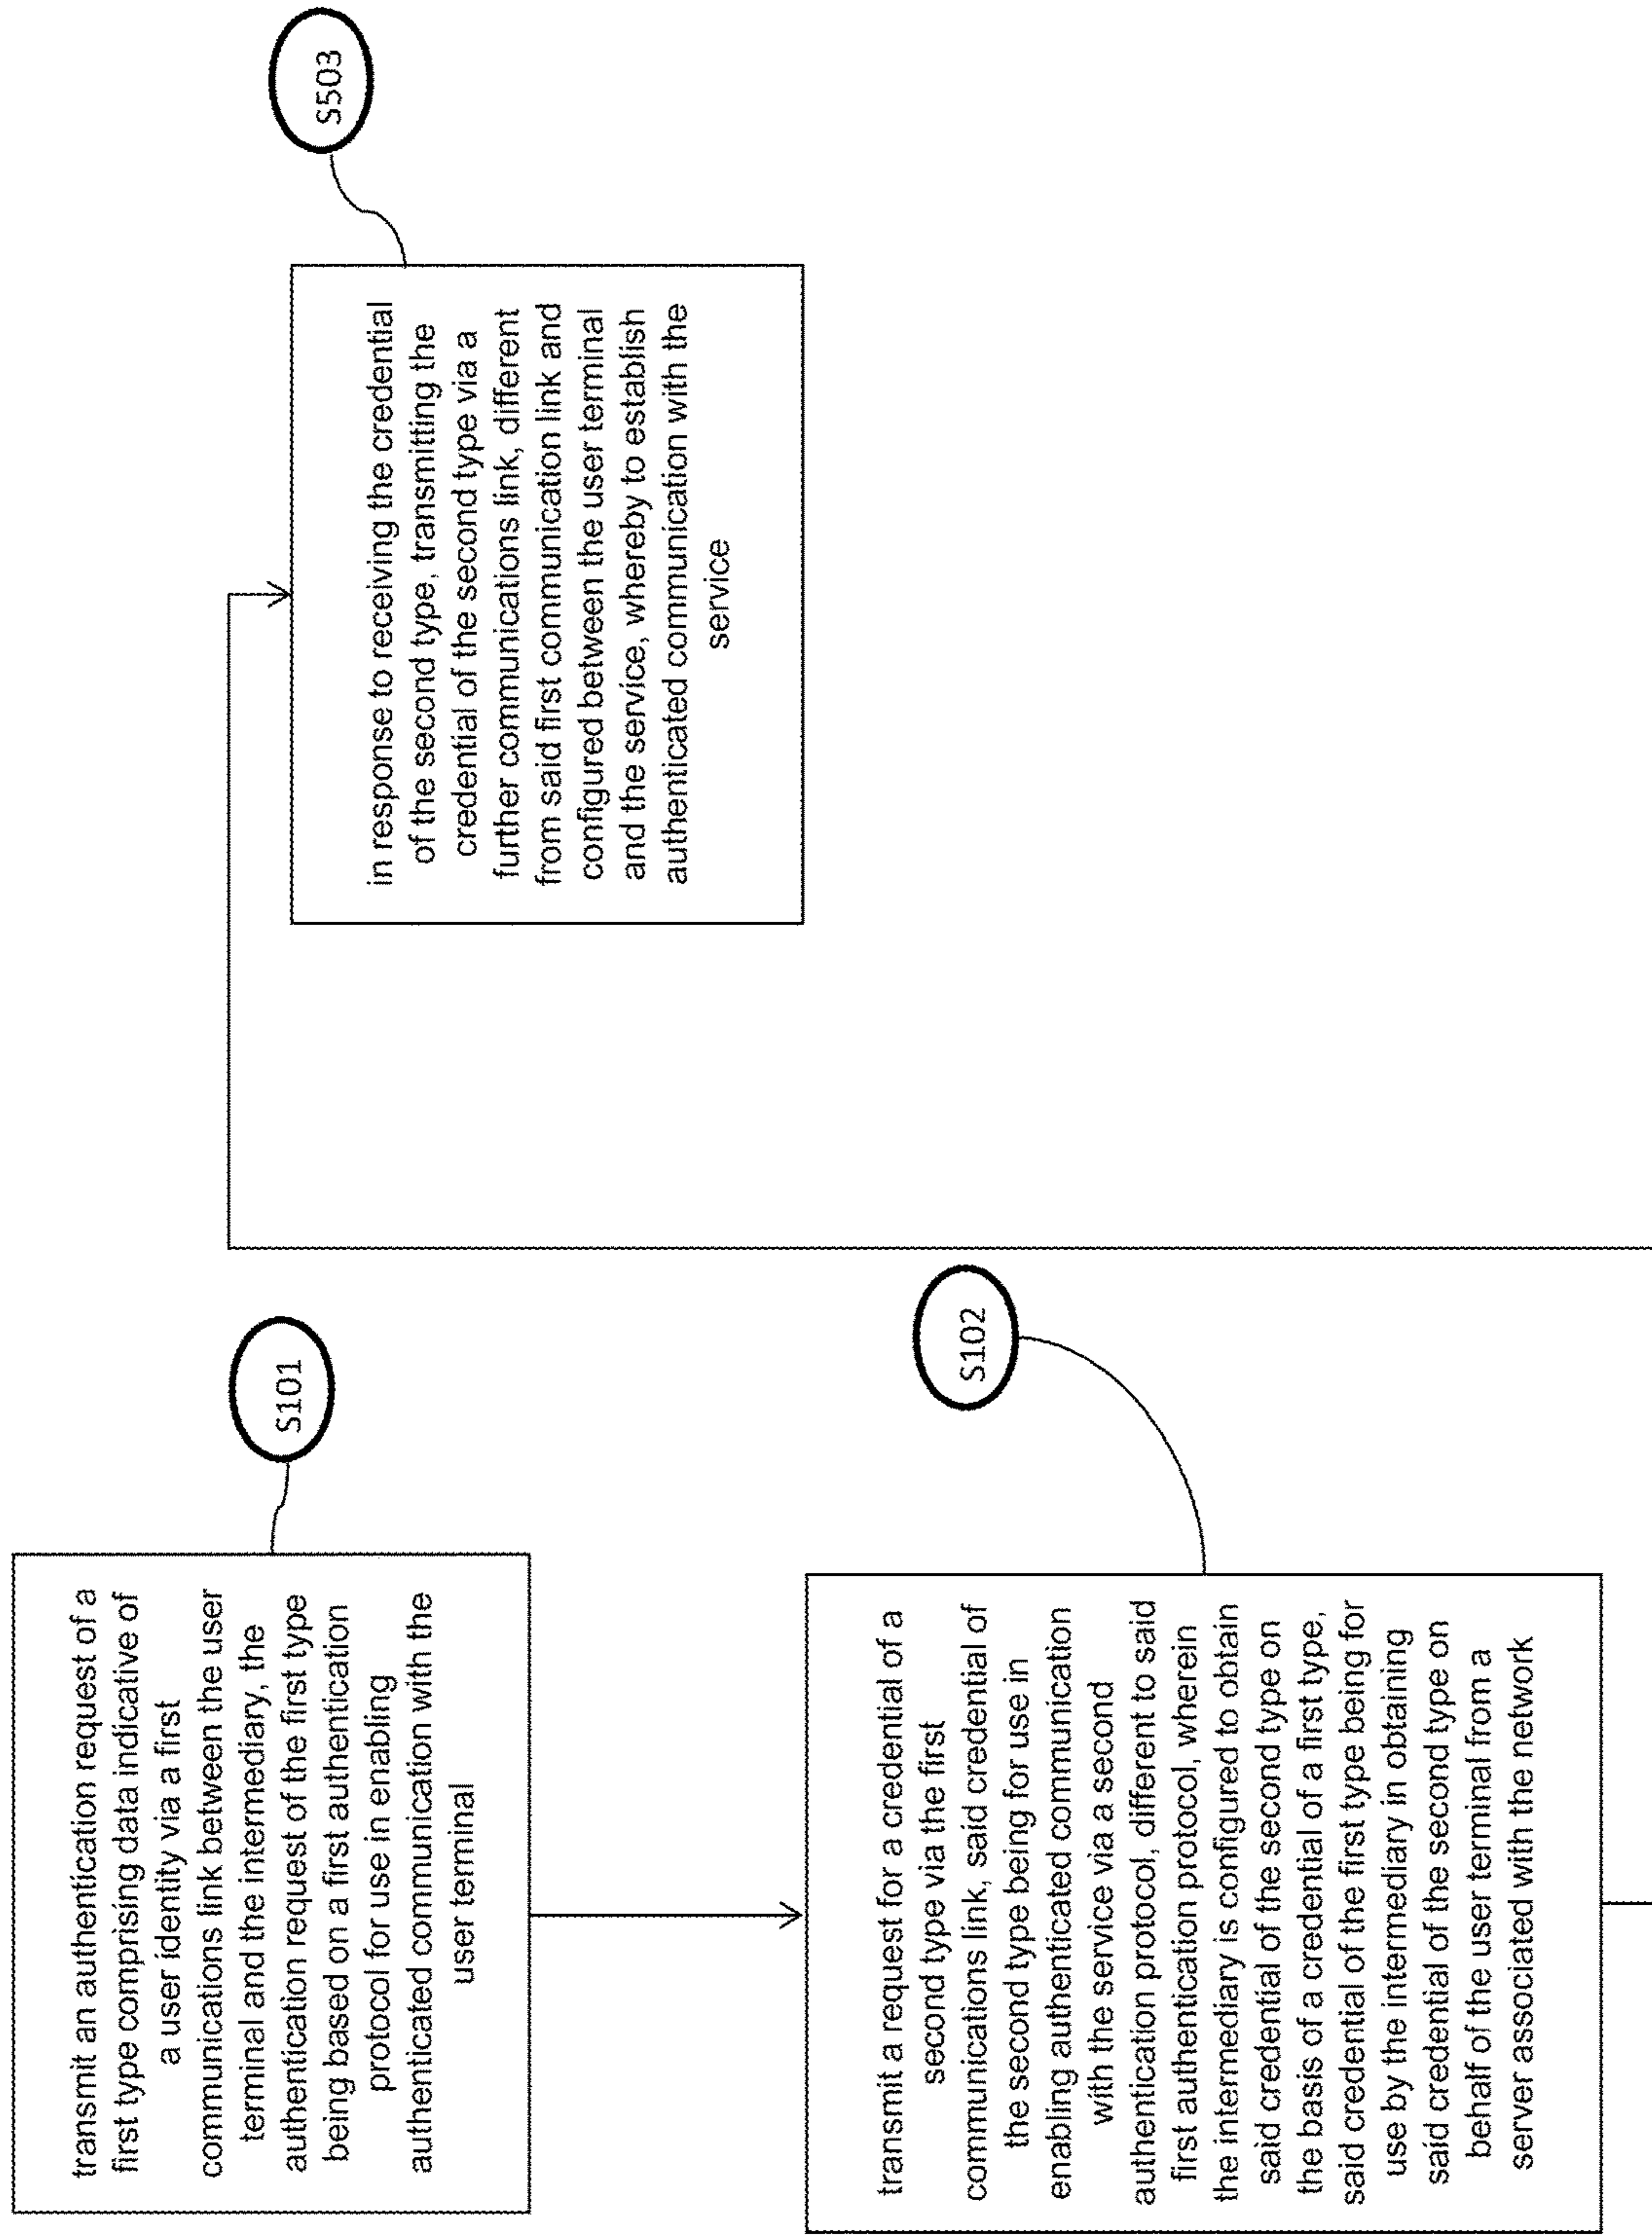 transmit an authentication request of a
first type comprising data indicative of
a user identity via a first
communications link between the user
terminal and the intermediary, the
authentication request of the first type
being based on a first authentication
protocol for use in enabling
authenticated communication with the
user terminal
S101
transmit a request for a credential of a
second type via the first
communications link, said credential of
the second type being for use in
enabling authenticated communication
with the service via a second
authentication protocol, different to said
first authentication protocol, wherein
the intermediary is configured to obtain
said credential of the second type on
the basis of a credential of a first type,
said credential of the first type being for
use by the intermediary in obtaining
said credential of the second type on
behalf of the user terminal from a
server associated with the network
S102
in response to receiving the credential
of the second type, transmitting the
credential of the second type via a
further communications link, different
from said first communication link and
configured between the user terminal
and the service, whereby to establish
authenticated communication with the
service
S503